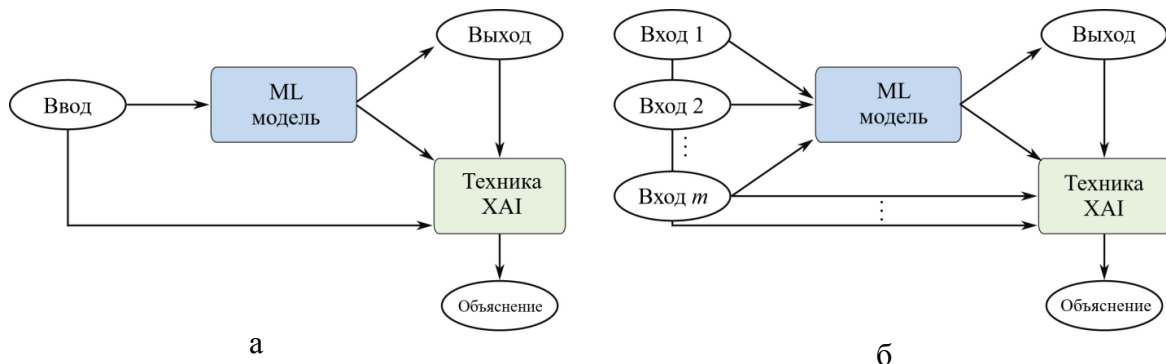 Ввод
ML
модель
Выход
Техника
XAI
Объяснение
а
Вход 1
Вход 2
⋮
Вход m
⋮
ML
модель
Выход
Техника
XAI
Объяснение
б